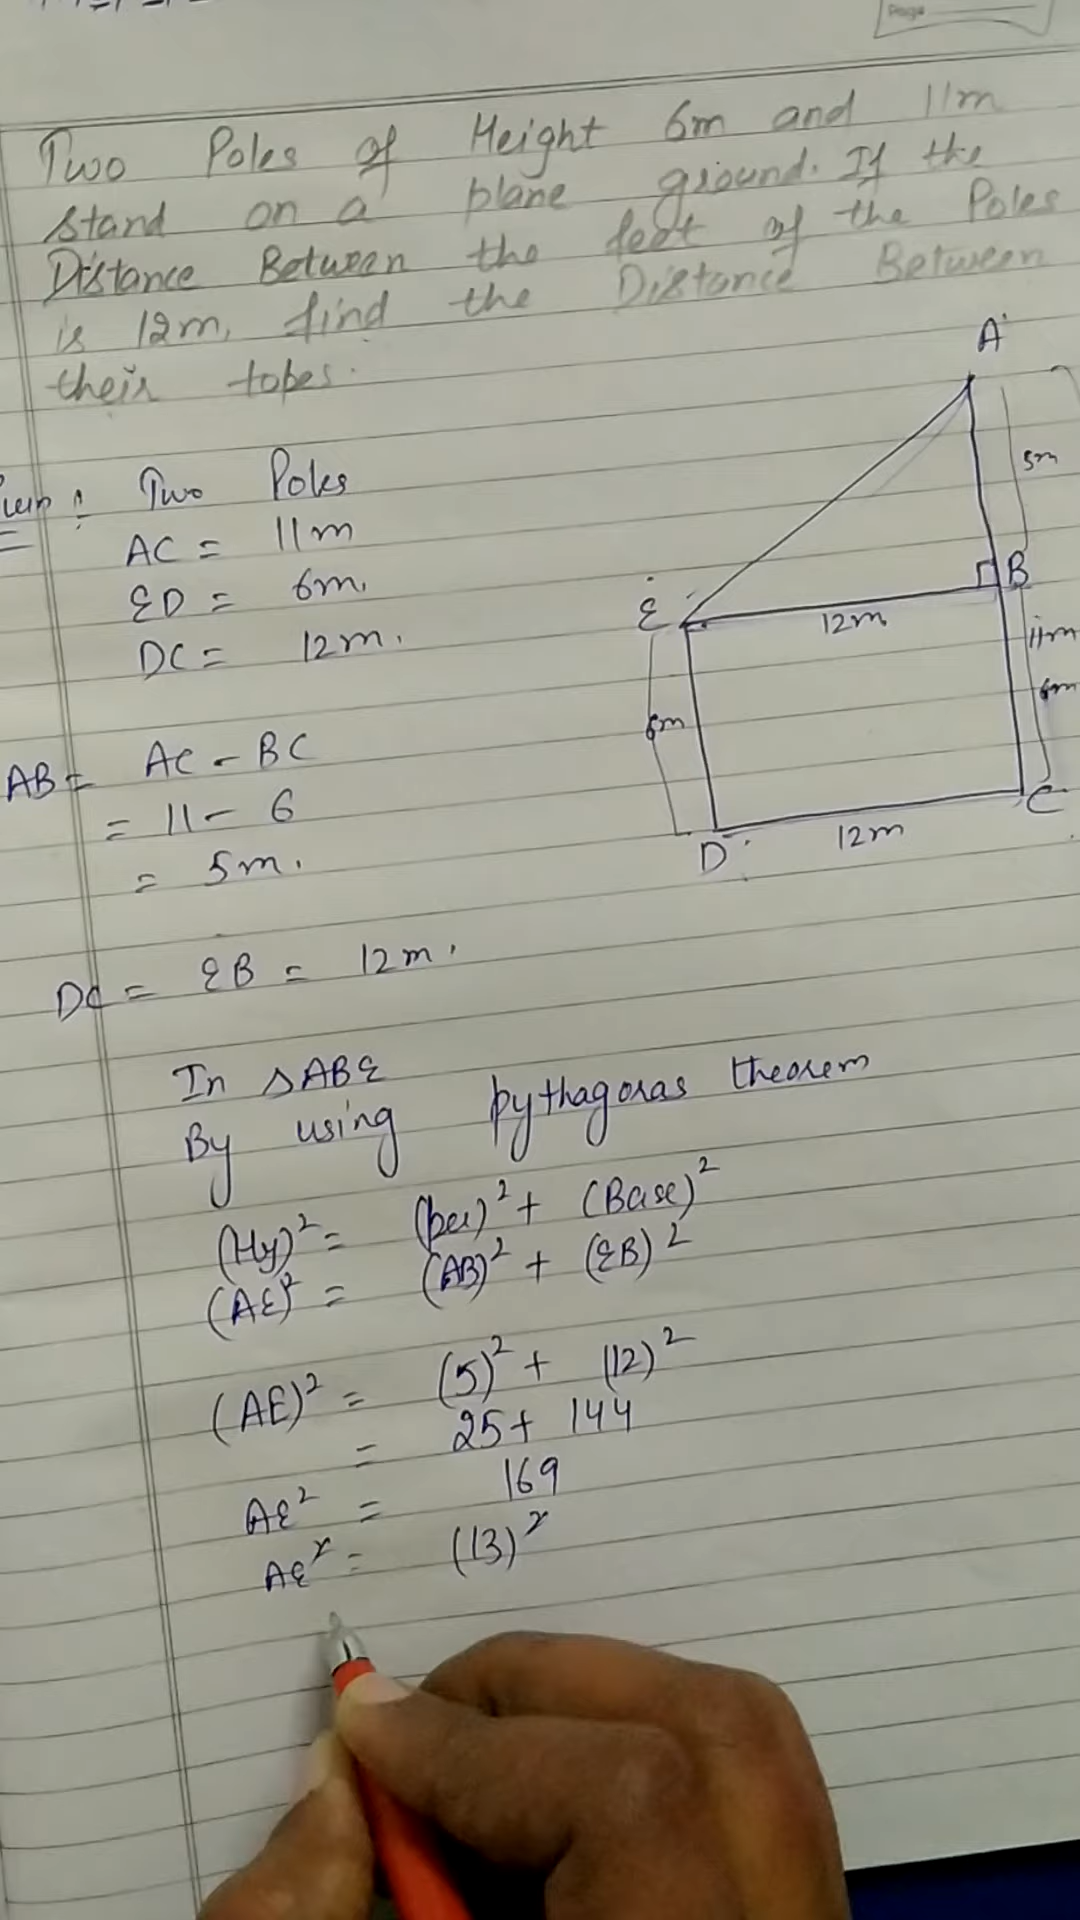 Page
Two Poles of Height 6m and 11m
stand on a plane ground. If the
Distance Between the feet of the Poles
is 12m, find the Distance Between
their topes.
A
5m
B
E
12m
11m
6m
6m
C
D
12m
: Two Poles
AC = 11m
ED = 6m.
DC = 12m.
AB = AC - BC
= 11 - 6
= 5m.
DC = EB = 12m.
In △ABE
By using pythagoras theorem
(Hy)² = (per)² + (Base)²
(AE)² = (AB)² + (EB)²
(AE)² = (5)² + (12)²
= 25 + 144
AE² = 169
AE² = (13)²